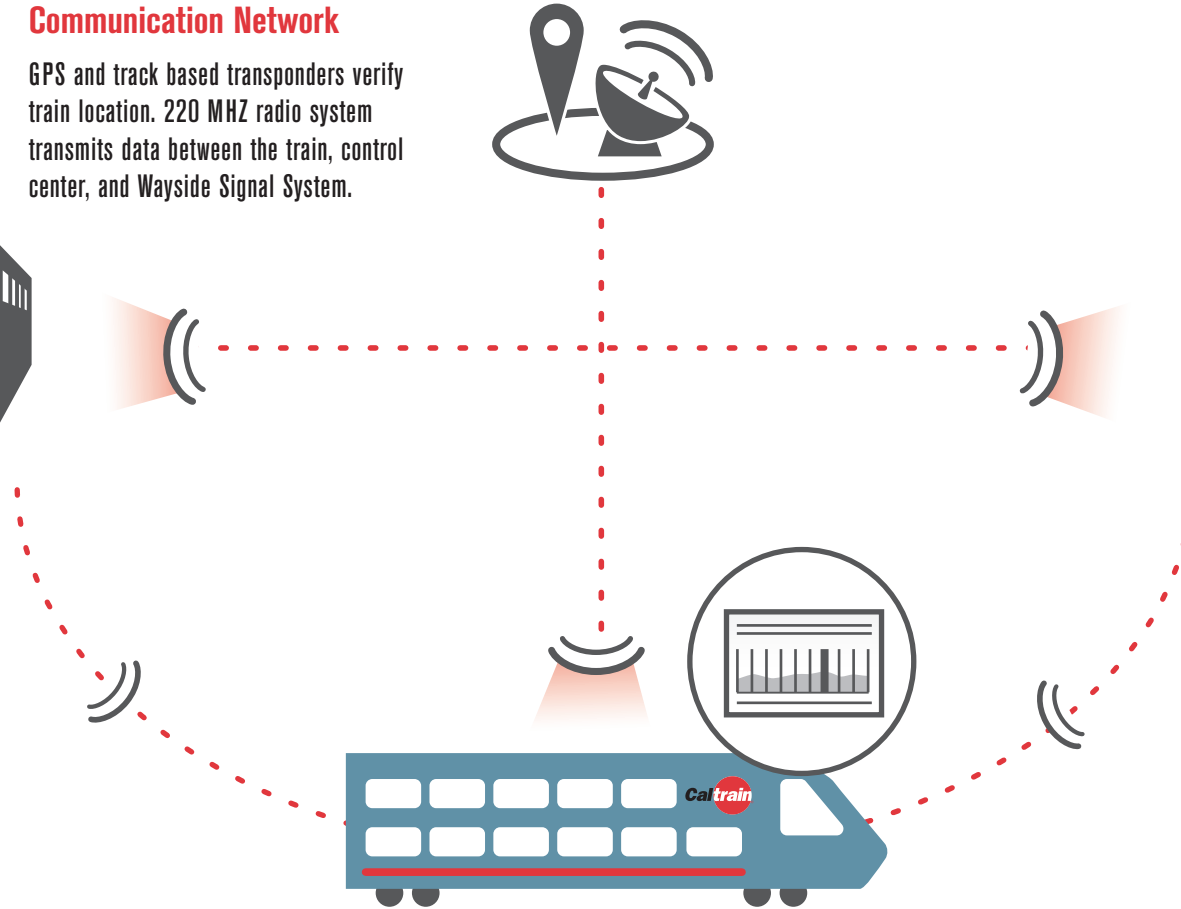 Communication Network
GPS and track based transponders verify
train location. 220 MHZ radio system
transmits data between the train, control
center, and Wayside Signal System.
Caltrain